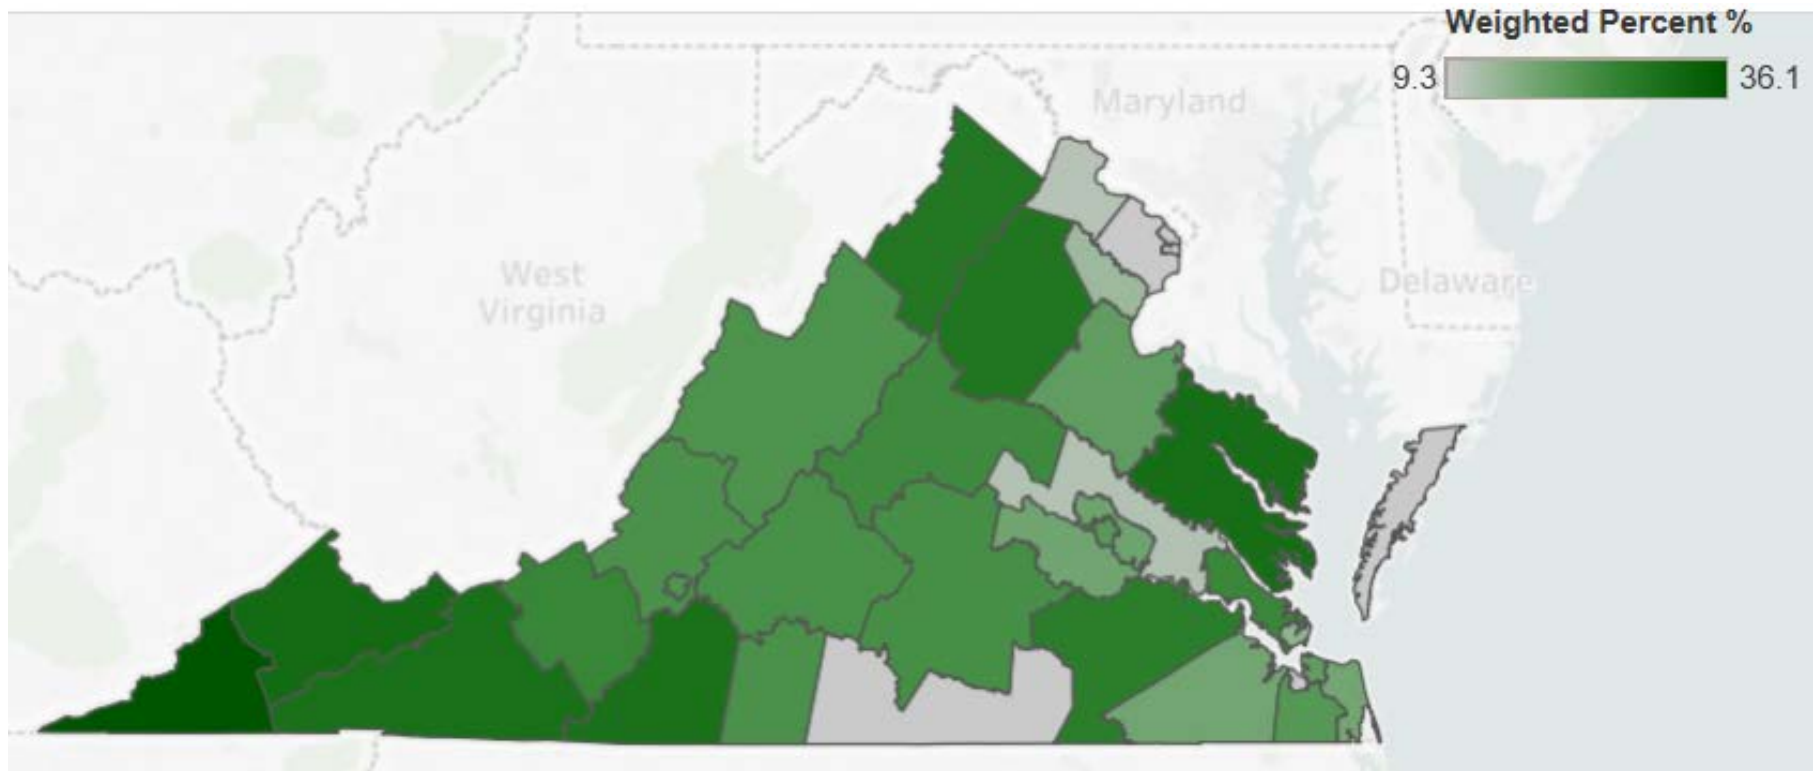 Weighted Percent %
9.3 36.1
Maryland
West
Virginia
Delaware